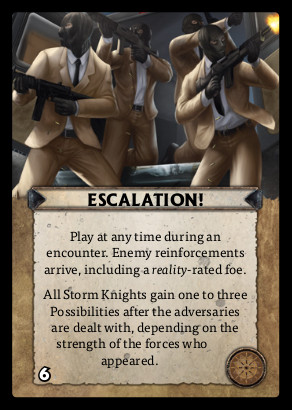 ESCALATION!
Play at any time during an
encounter. Enemy reinforcements
arrive, including a reality-rated foe.
All Storm Knights gain one to three
Possibilities after the adversaries
are dealt with, depending on the
strength of the forces who
appeared.
6